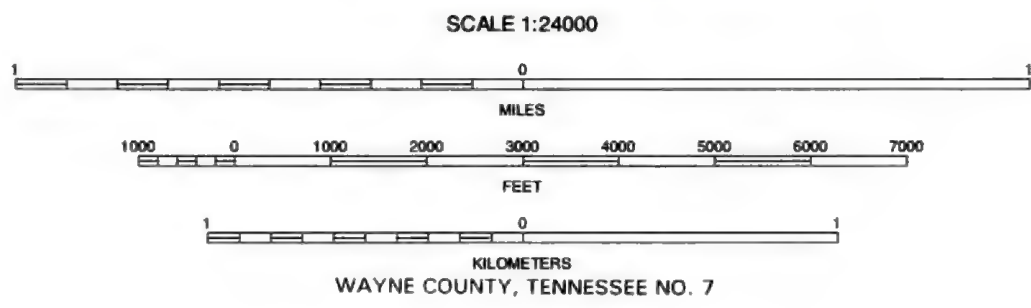 SCALE 1:24000
1 0 1
MILES
1000 0 1000 2000 3000 4000 5000 6000 7000
FEET
1 0 1
KILOMETERS
WAYNE COUNTY, TENNESSEE NO. 7